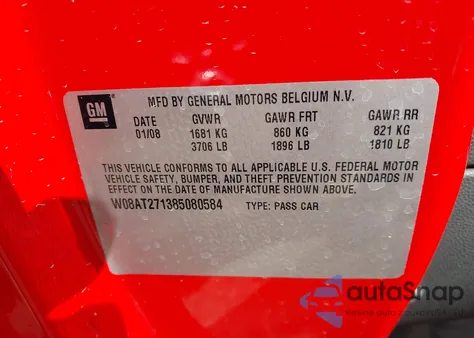 GM
MFD BY GENERAL MOTORS BELGIUM N.V.
DATE GVWR GAWR FRT GAWR RR
01/08 1681 KG 860 KG 821 KG
3706 LB 1896 LB 1810 LB
THIS VEHICLE CONFORMS TO ALL APPLICABLE U.S. FEDERAL MOTOR
VEHICLE SAFETY, BUMPER, AND THEFT PREVENTION STANDARDS IN
EFFECT ON THE DATE OF MANUFACTURE SHOWN ABOVE.
W08AT271385080584 TYPE: PASS CAR
autoSnap